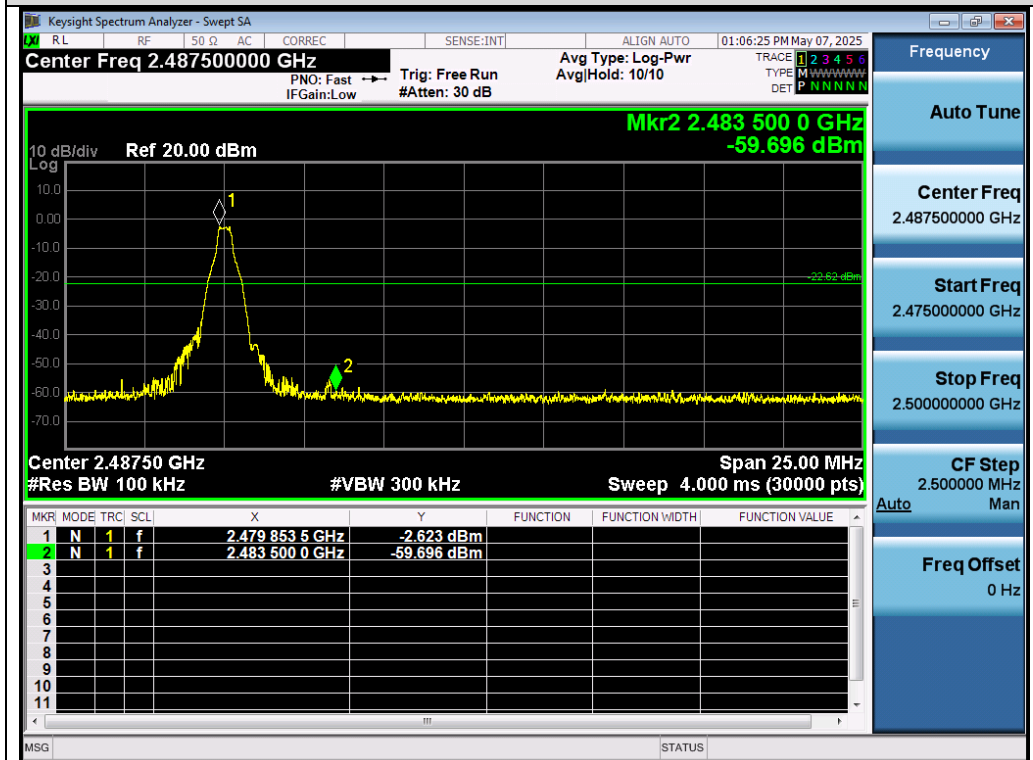 Keysight Spectrum Analyzer - Swept SA
LXI RL RF 50 Ω AC CORREC SENSE:INT ALIGN AUTO 01:06:25 PM May 07, 2025
Center Freq 2.487500000 GHz
PNO: Fast
IFGain:Low
Trig: Free Run
#Atten: 30 dB
Avg Type: Log-Pwr
Avg|Hold: 10/10
TRACE 1 2 3 4 5 6
TYPE M WWWWW
DET P N N N N N
Mkr2 2.483 500 0 GHz
-59.696 dBm
10 dB/div Ref 20.00 dBm
Log
10.0
0.00
-10.0
-20.0
-30.0
-40.0
-50.0
-60.0
-70.0
1
2
-22.62 dBm
Center 2.48750 GHz Span 25.00 MHz
#Res BW 100 kHz #VBW 300 kHz Sweep 4.000 ms (30000 pts)
MKR MODE TRC SCL X Y FUNCTION FUNCTION WIDTH FUNCTION VALUE
1 N 1 f 2.479 853 5 GHz -2.623 dBm
2 N 1 f 2.483 500 0 GHz -59.696 dBm
3
4
5
6
7
8
9
10
11
MSG STATUS
Frequency
Auto Tune
Center Freq
2.487500000 GHz
Start Freq
2.475000000 GHz
Stop Freq
2.500000000 GHz
CF Step
2.500000 MHz
Auto Man
Freq Offset
0 Hz